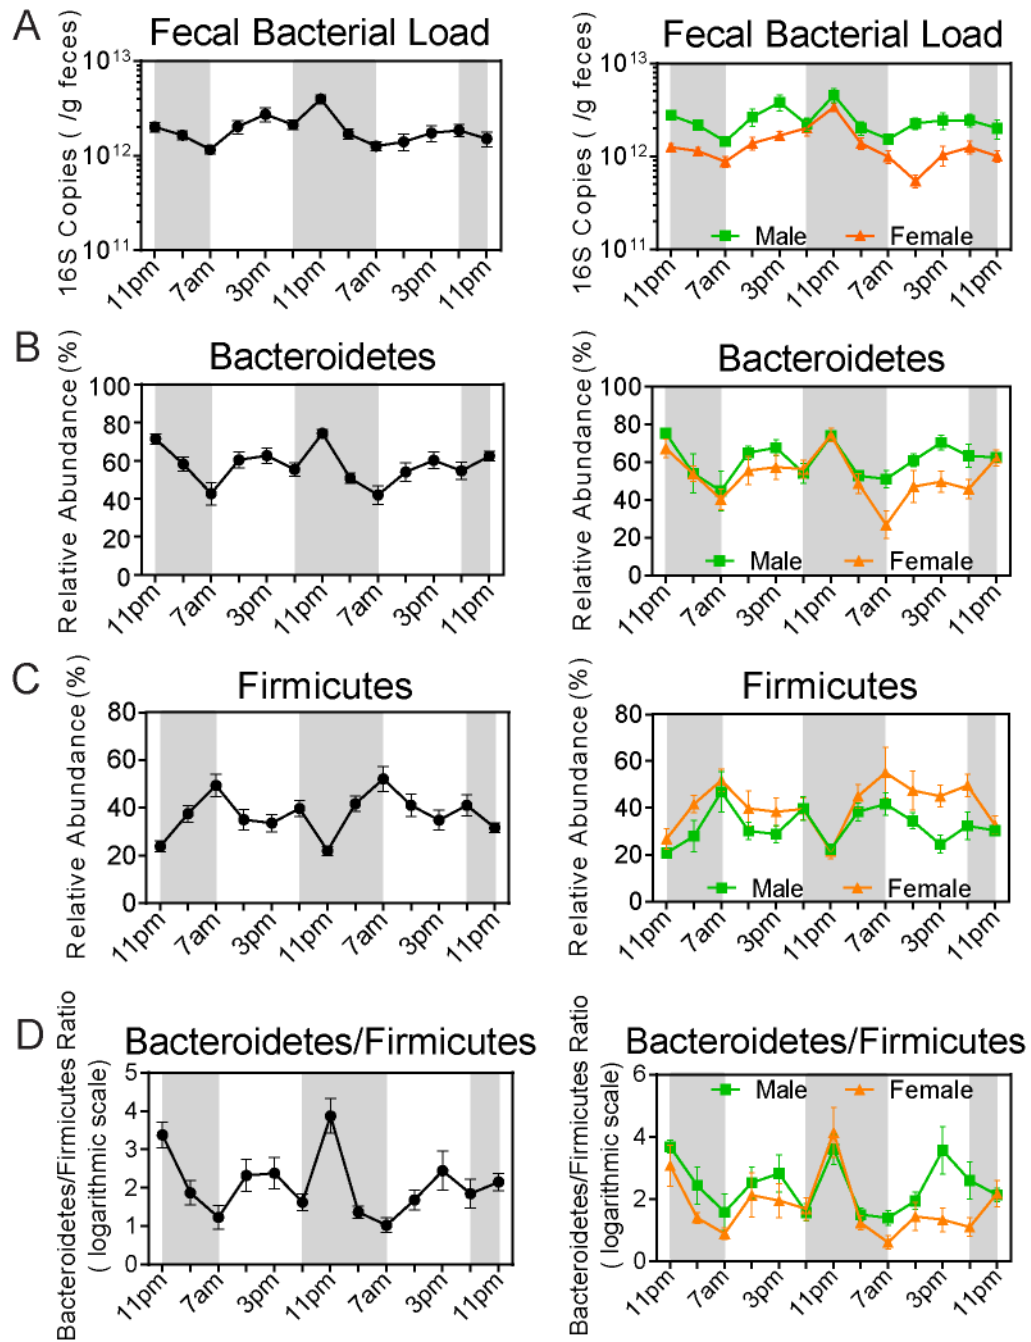 A
Fecal Bacterial Load
16S Copies ( /g feces)
10^13
10^12
10^11
11pm
7am
3pm
11pm
7am
3pm
11pm
Fecal Bacterial Load
16S Copies ( /g feces)
10^13
10^12
10^11
Male
Female
11pm
7am
3pm
11pm
7am
3pm
11pm
B
Bacteroidetes
Relative Abundance (%)
100
80
60
40
20
0
11pm
7am
3pm
11pm
7am
3pm
11pm
Bacteroidetes
Relative Abundance (%)
100
80
60
40
20
0
Male
Female
11pm
7am
3pm
11pm
7am
3pm
11pm
C
Firmicutes
Relative Abundance (%)
80
60
40
20
0
11pm
7am
3pm
11pm
7am
3pm
11pm
Firmicutes
Relative Abundance (%)
80
60
40
20
0
Male
Female
11pm
7am
3pm
11pm
7am
3pm
11pm
D
Bacteroidetes/Firmicutes
Bacteroidetes/Firmicutes Ratio
( logarithmic scale)
5
4
3
2
1
0
11pm
7am
3pm
11pm
7am
3pm
11pm
Bacteroidetes/Firmicutes
Bacteroidetes/Firmicutes Ratio
( logarithmic scale)
6
4
2
0
Male
Female
11pm
7am
3pm
11pm
7am
3pm
11pm